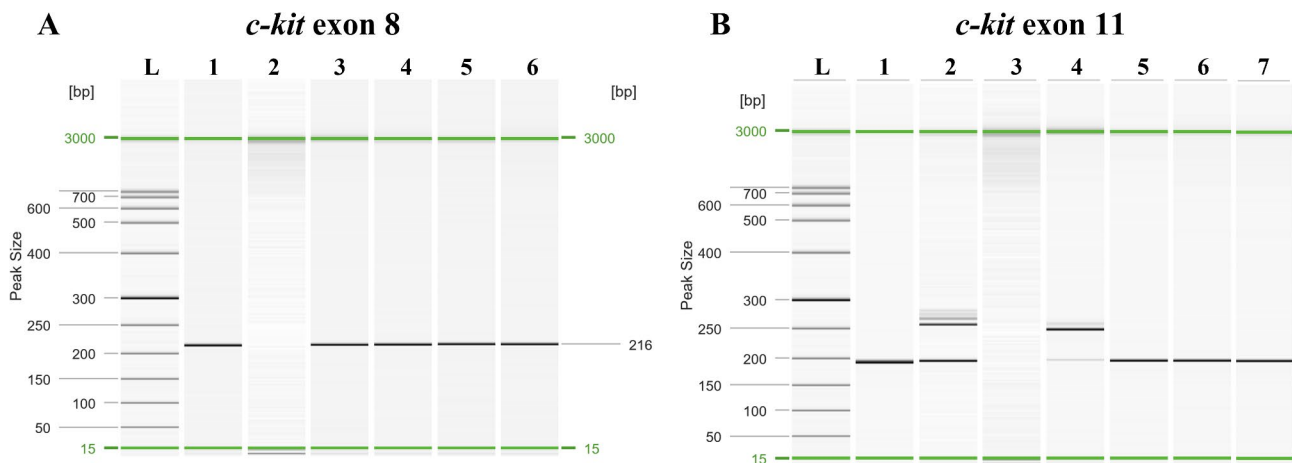 A
c-kit exon 8
L 1 2 3 4 5 6
[bp] [bp]
3000 3000
700
600
500
400
300
250
200
150
100
50
15 15
216
Peak Size
B
c-kit exon 11
L 1 2 3 4 5 6 7
[bp]
3000
700
600
500
400
300
250
200
150
100
50
15
Peak Size